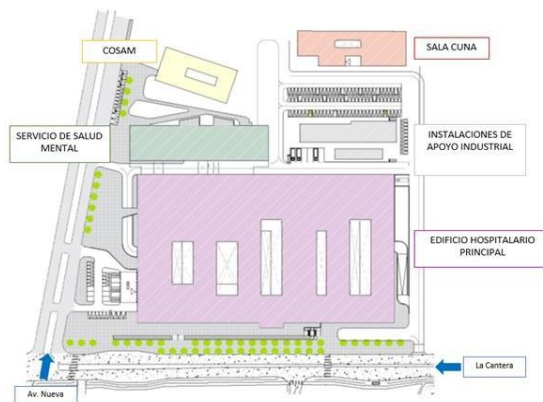 COSAM
SALA CUNA
SERVICIO DE SALUD
MENTAL
INSTALACIONES DE
APOYO INDUSTRIAL
EDIFICIO HOSPITALARIO
PRINCIPAL
La Cantera
Av. Nueva